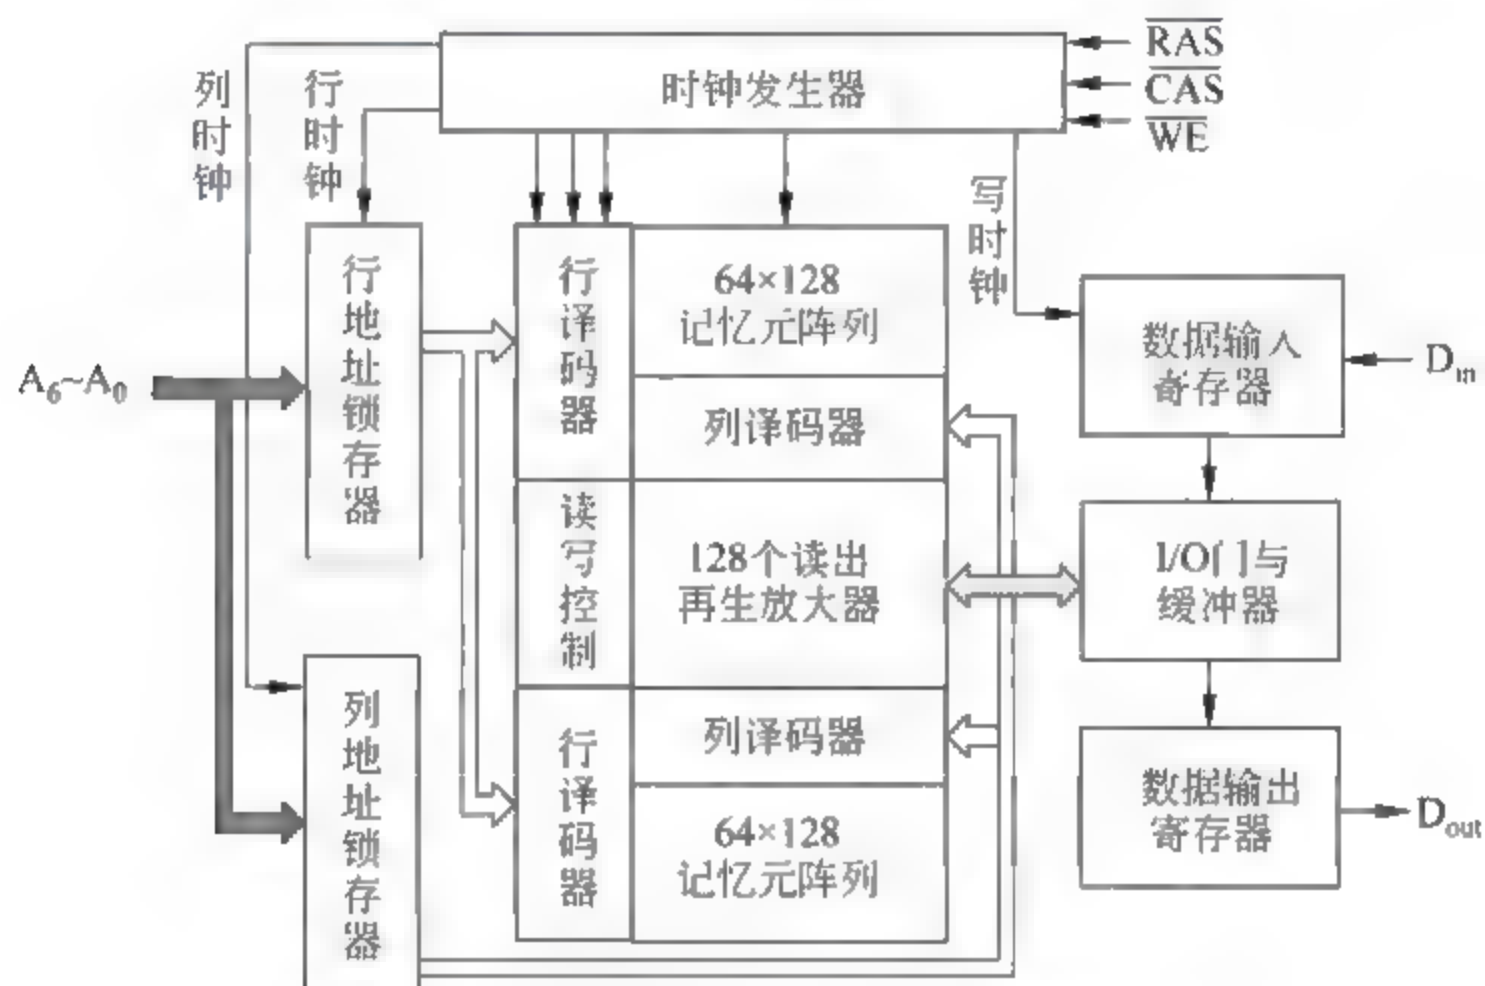 RAS
CAS
WE
时钟发生器
列时钟
行时钟
写时钟
行地址锁存器
行译码器
64×128
记忆元阵列
数据输入
寄存器
D_in
A₆~A₀
列译码器
读写控制
128个读出
再生放大器
I/O门与
缓冲器
列地址锁存器
行译码器
列译码器
64×128
记忆元阵列
数据输出
寄存器
D_out